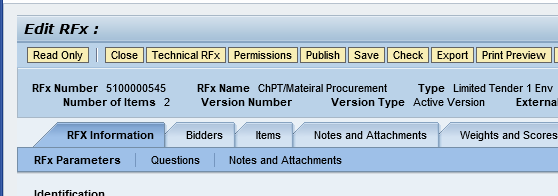 Edit RFx :
Read Only Close Technical RFx Permissions Publish Save Check Export Print Preview
RFx Number 5100000545 RFx Name ChPT/Mateiral Procurement Type Limited Tender 1 Env
Number of Items 2 Version Number Version Type Active Version Externa
RFX Information Bidders Items Notes and Attachments Weights and Scores
RFx Parameters Questions Notes and Attachments
Identification